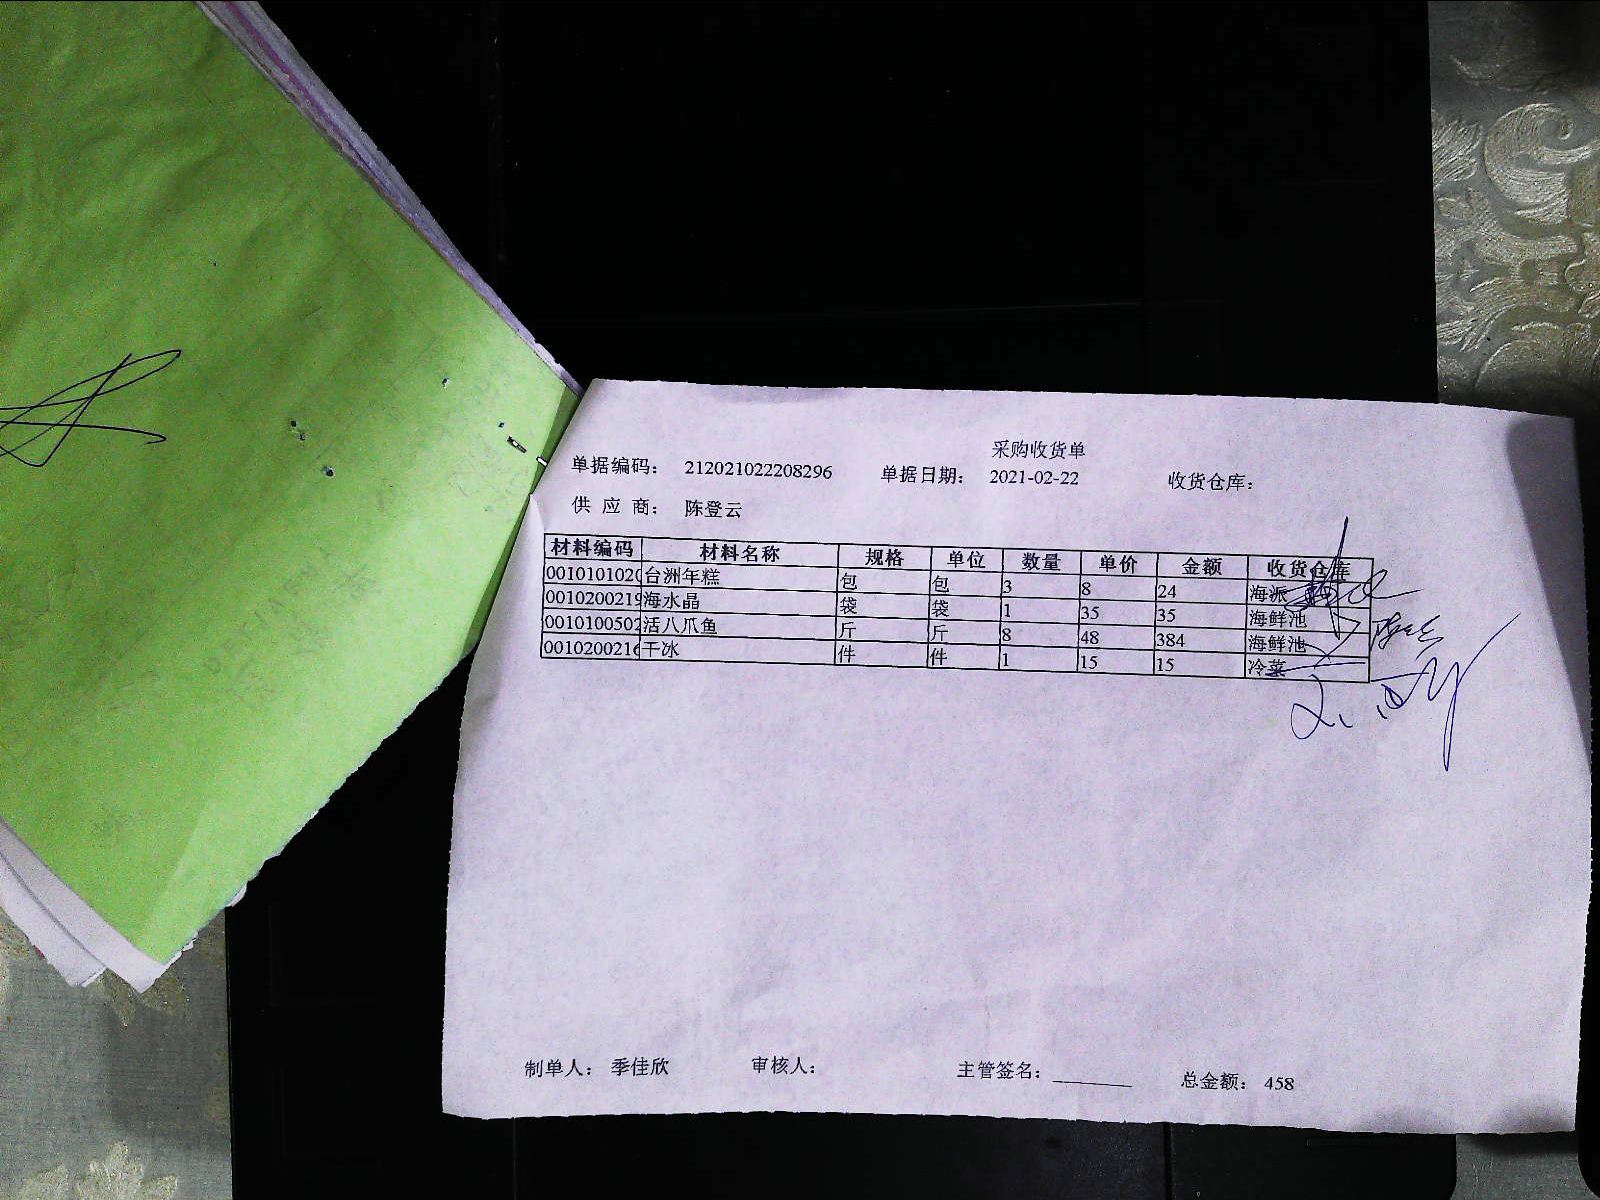 采购收货单
单据编码： 212021022208296 单据日期： 2021-02-22 收货仓库：
供 应 商： 陈登云
材料编码 材料名称 规格 单位 数量 单价 金额 收货仓库
0010101020 台洲年糕 包 包 3 8 24 海派
0010200219 海水晶 袋 袋 1 35 35 海鲜池
0010100502 活八爪鱼 斤 斤 8 48 384 海鲜池
0010200216 干冰 件 件 1 15 15 冷菜
制单人： 季佳欣 审核人： 主管签名： 总金额： 458